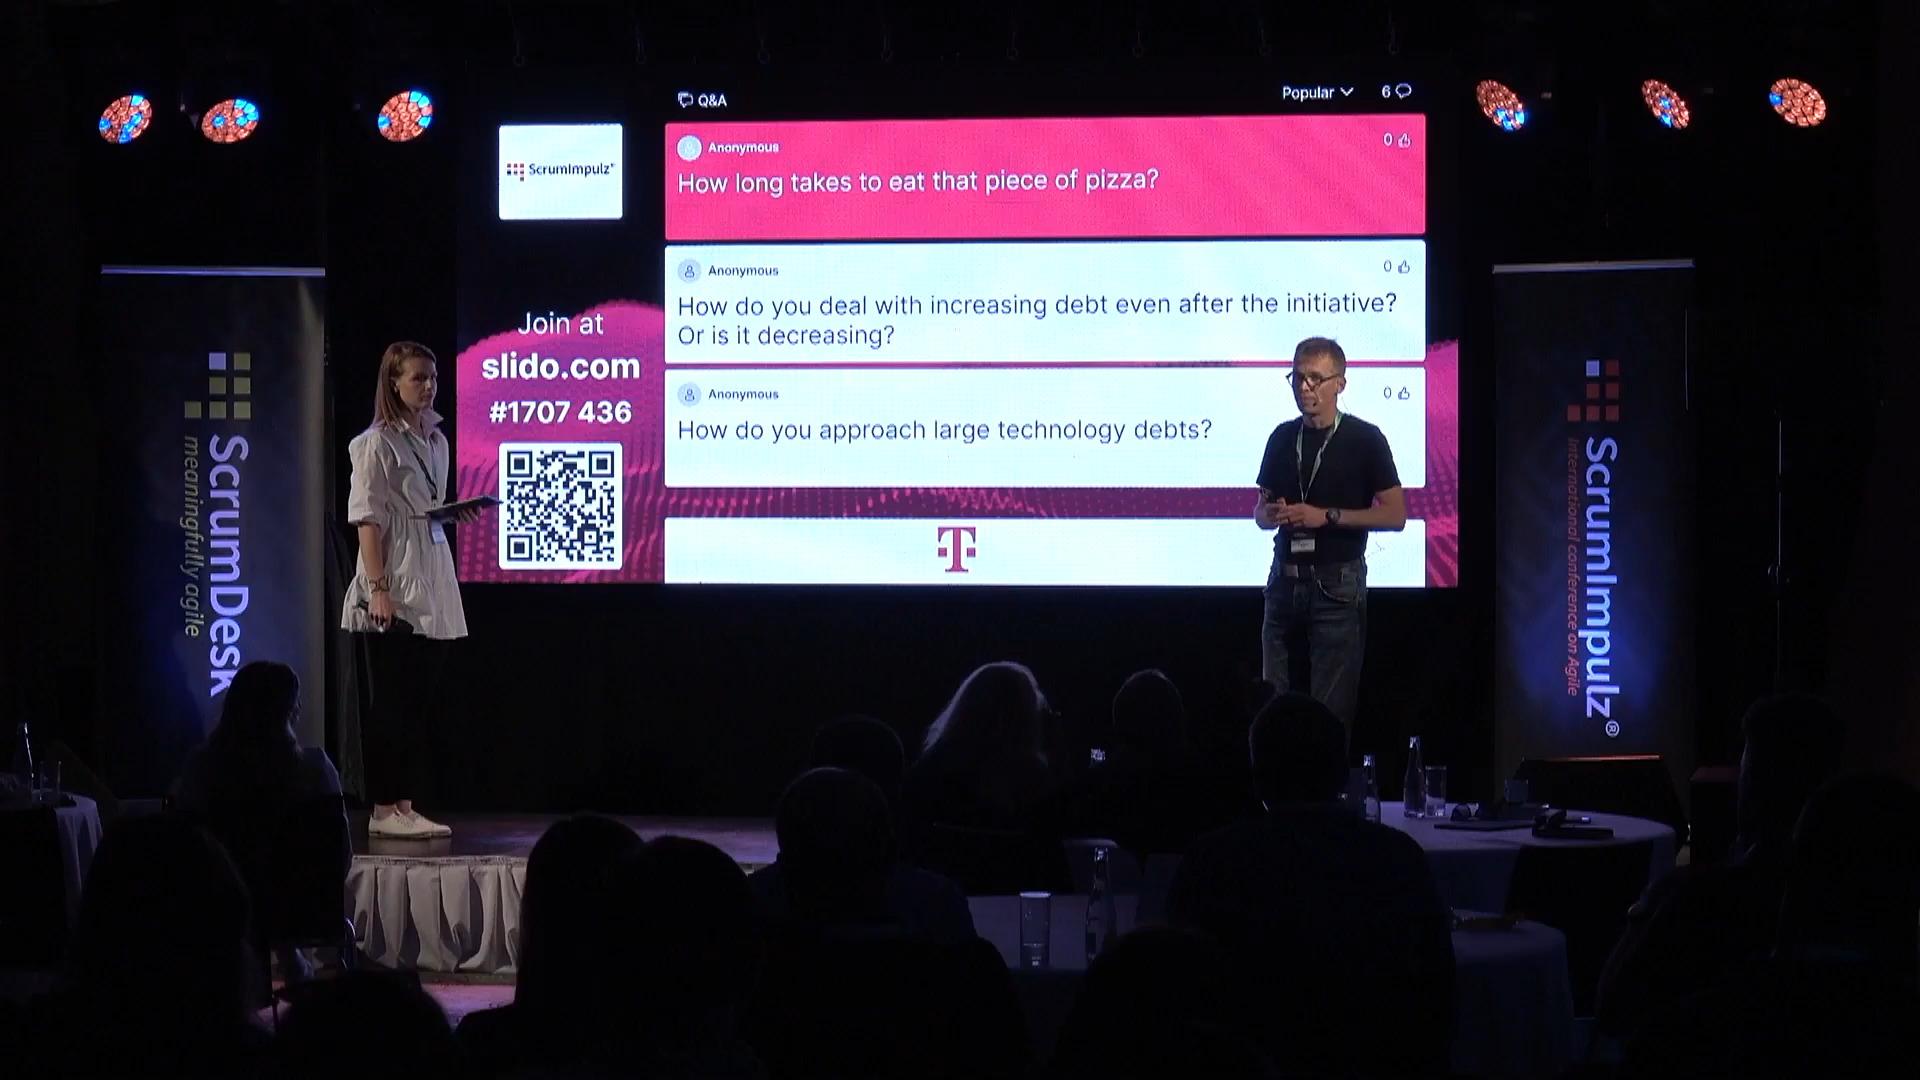 Q&A
Popular
6
ScrumImpulz®
Anonymous
0
How long takes to eat that piece of pizza?
Anonymous
0
How do you deal with increasing debt even after the initiative?
Or is it decreasing?
Anonymous
0
How do you approach large technology debts?
Join at
slido.com
#1707 436
T
ScrumDesk
meaningfully agile
ScrumImpulz®
International conference on Agile